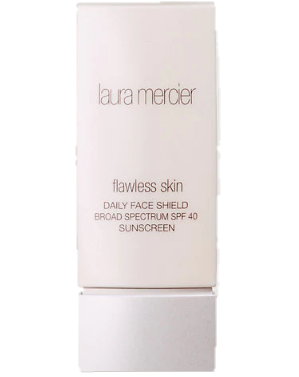 laura mercier
flawless skin
DAILY FACE SHIELD
BROAD SPECTRUM SPF 40
SUNSCREEN